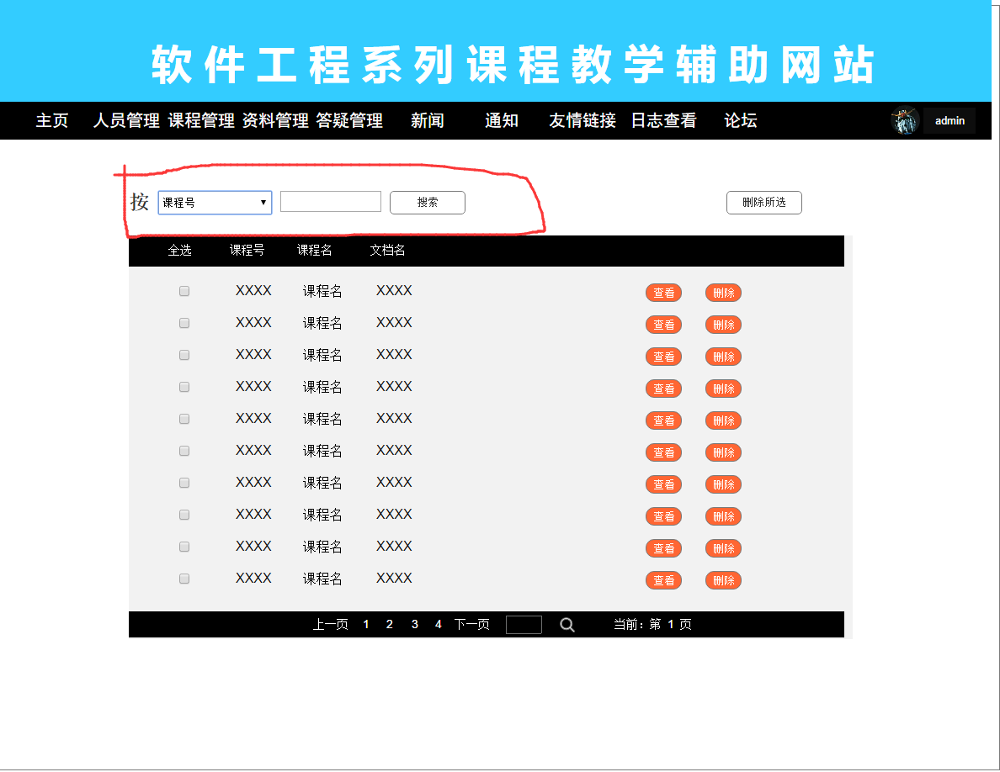 软件工程系列课程教学辅助网站
主页 人员管理 课程管理 资料管理 答疑管理 新闻 通知 友情链接 日志查看 论坛 admin
按 课程号 搜索 删除所选
全选 课程号 课程名 文档名
XXXX 课程名 XXXX 查看 删除
XXXX 课程名 XXXX 查看 删除
XXXX 课程名 XXXX 查看 删除
XXXX 课程名 XXXX 查看 删除
XXXX 课程名 XXXX 查看 删除
XXXX 课程名 XXXX 查看 删除
XXXX 课程名 XXXX 查看 删除
XXXX 课程名 XXXX 查看 删除
XXXX 课程名 XXXX 查看 删除
XXXX 课程名 XXXX 查看 删除
上一页 1 2 3 4 下一页 当前：第 1 页